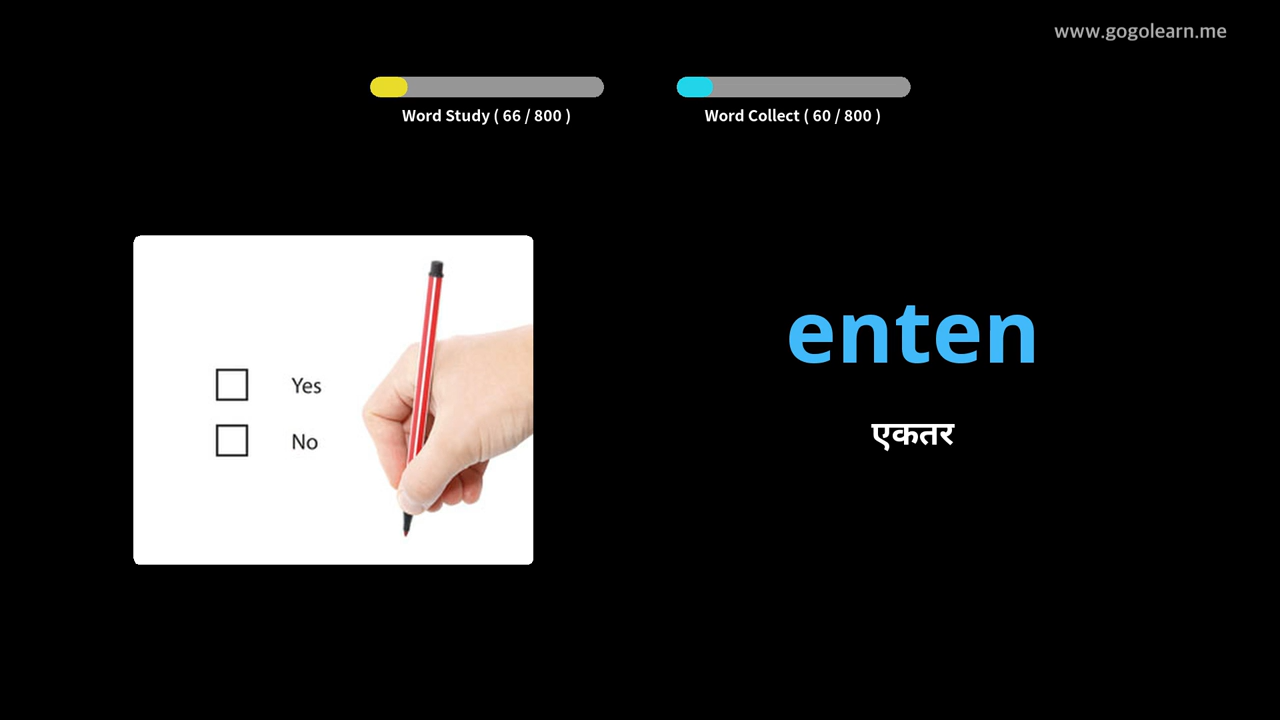 www.gogolearn.me
Word Study ( 66 / 800 )
Word Collect ( 60 / 800 )
Yes
No
enten
एकतर